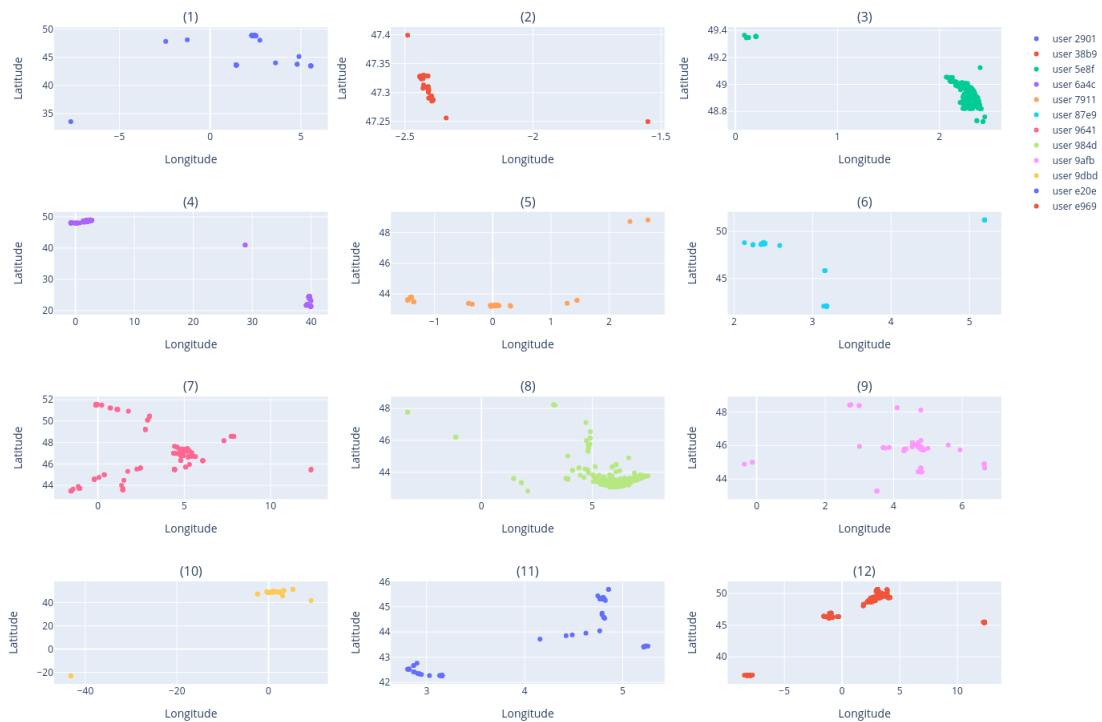 (1)
(2)
(3)
50
45
40
35
Latitude
−5
0
5
Longitude
47.4
47.3
47.25
Latitude
−2.5
−2
−1.5
Longitude
49.4
49.2
49
48.8
Latitude
0
1
2
Longitude
user 2901
user 38b9
user 5e8f
user 6a4c
user 7911
user 87e9
user 9641
user 984d
user 9afb
user 9dbd
user e20e
user e969
(4)
(5)
(6)
50
40
30
20
Latitude
0
10
20
30
40
Longitude
48
46
44
Latitude
−1
0
1
2
Longitude
50
45
Latitude
2
3
4
5
Longitude
(7)
(8)
(9)
52
50
48
46
44
Latitude
0
5
10
Longitude
48
46
44
Latitude
0
5
Longitude
48
46
44
Latitude
0
2
4
6
Longitude
(10)
(11)
(12)
40
20
0
−20
Latitude
−40
−20
0
Longitude
46
45
44
43
42
Latitude
3
4
5
Longitude
50
40
Latitude
−5
0
5
10
Longitude